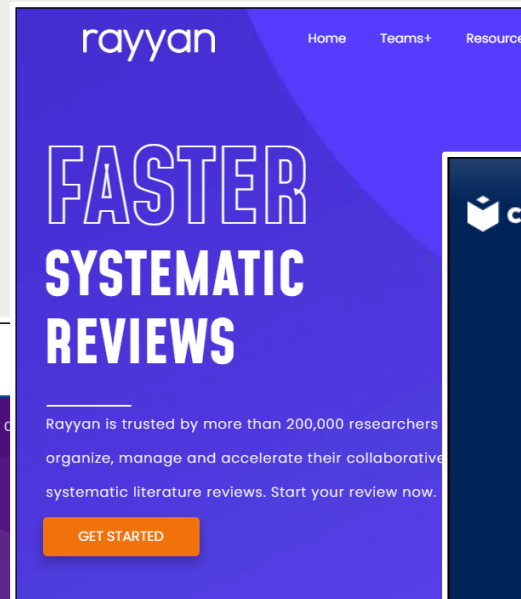 rayyan
Home Teams+ Resource
FASTER
SYSTEMATIC
REVIEWS
Rayyan is trusted by more than 200,000 researchers
organize, manage and accelerate their collaborative
systematic literature reviews. Start your review now.
GET STARTED